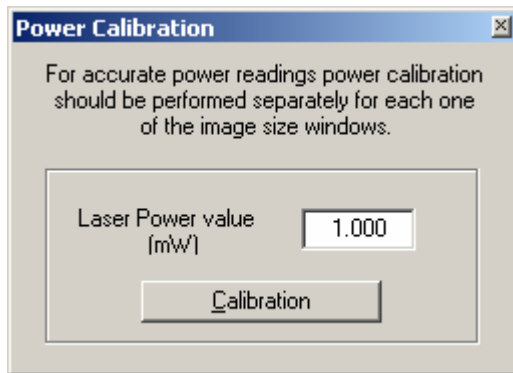 Power Calibration
For accurate power readings power calibration
should be performed separately for each one
of the image size windows.
Laser Power value
(mW)
1.000
Calibration